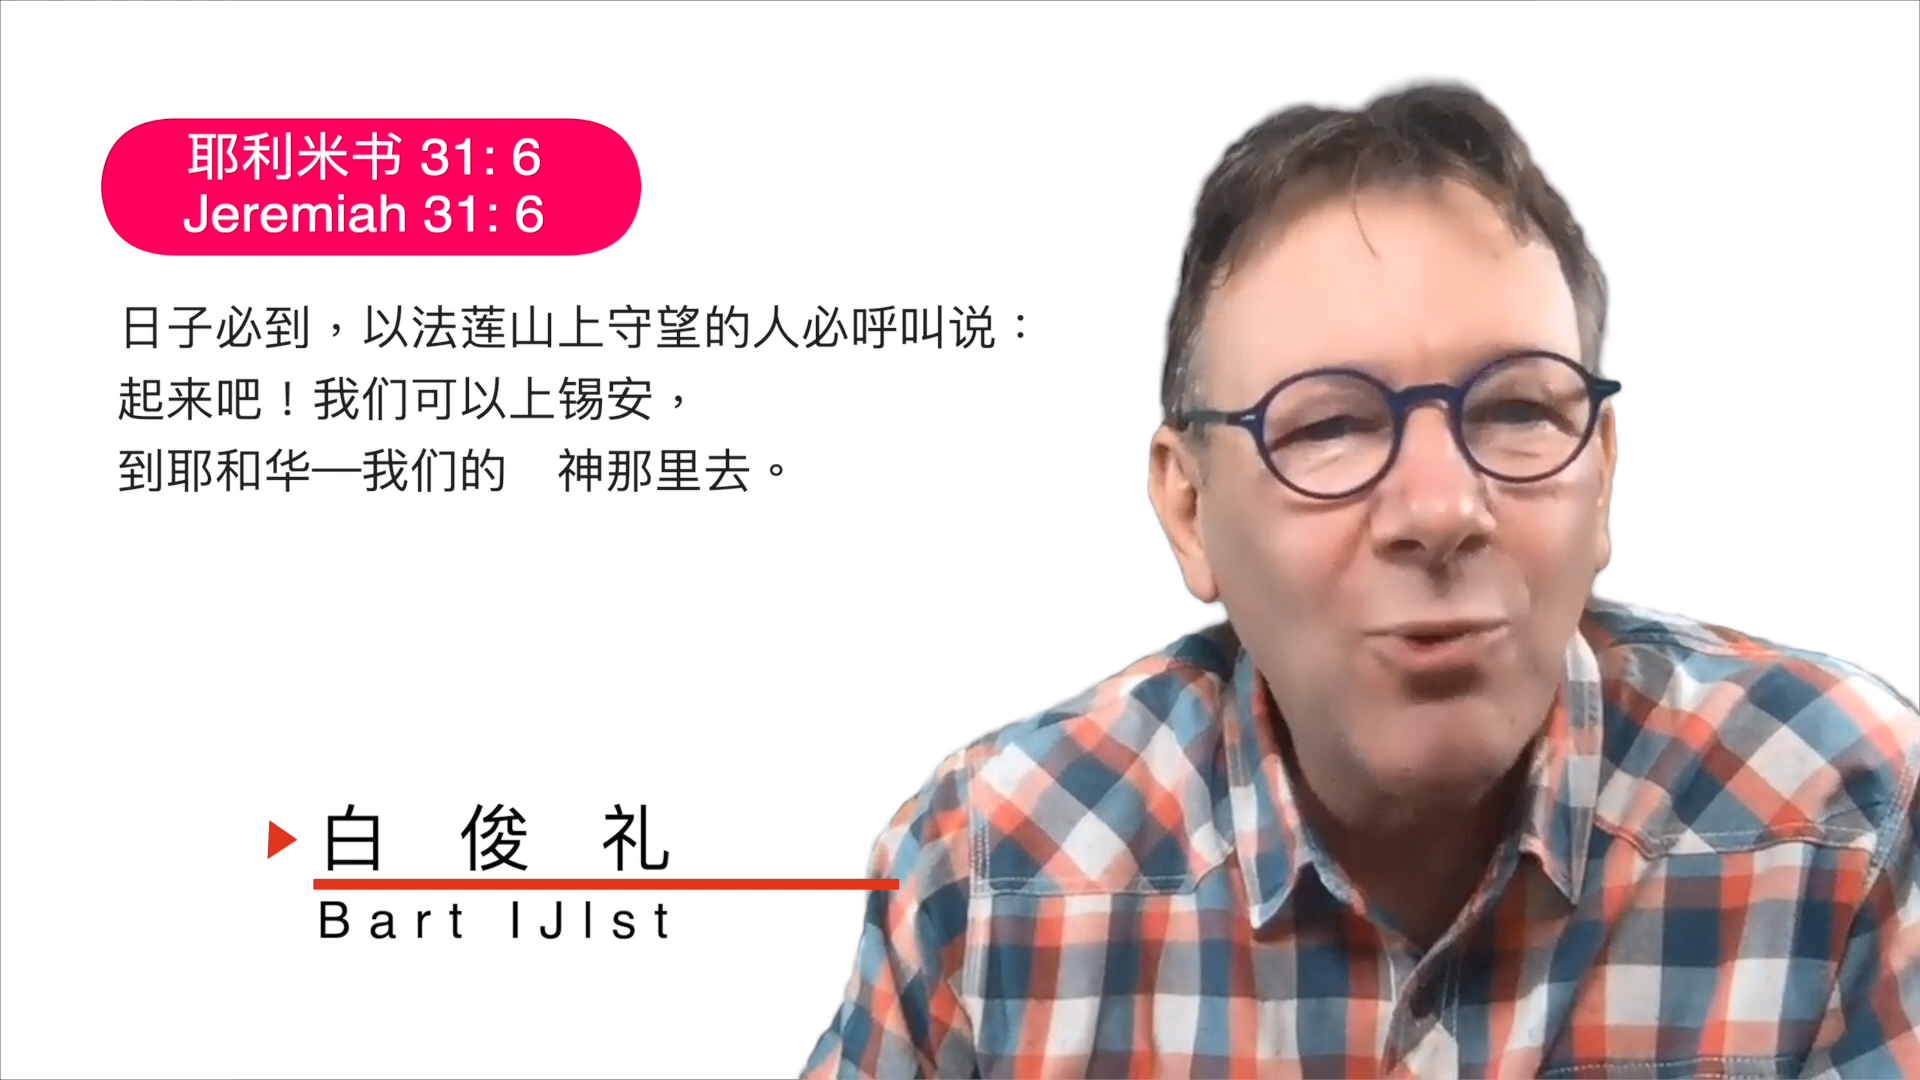 耶利米书 31: 6
Jeremiah 31: 6
日子必到，以法莲山上守望的人必呼叫说：
起来吧！我们可以上锡安，
到耶和华—我们的　神那里去。
白 俊 礼
Bart IJlst